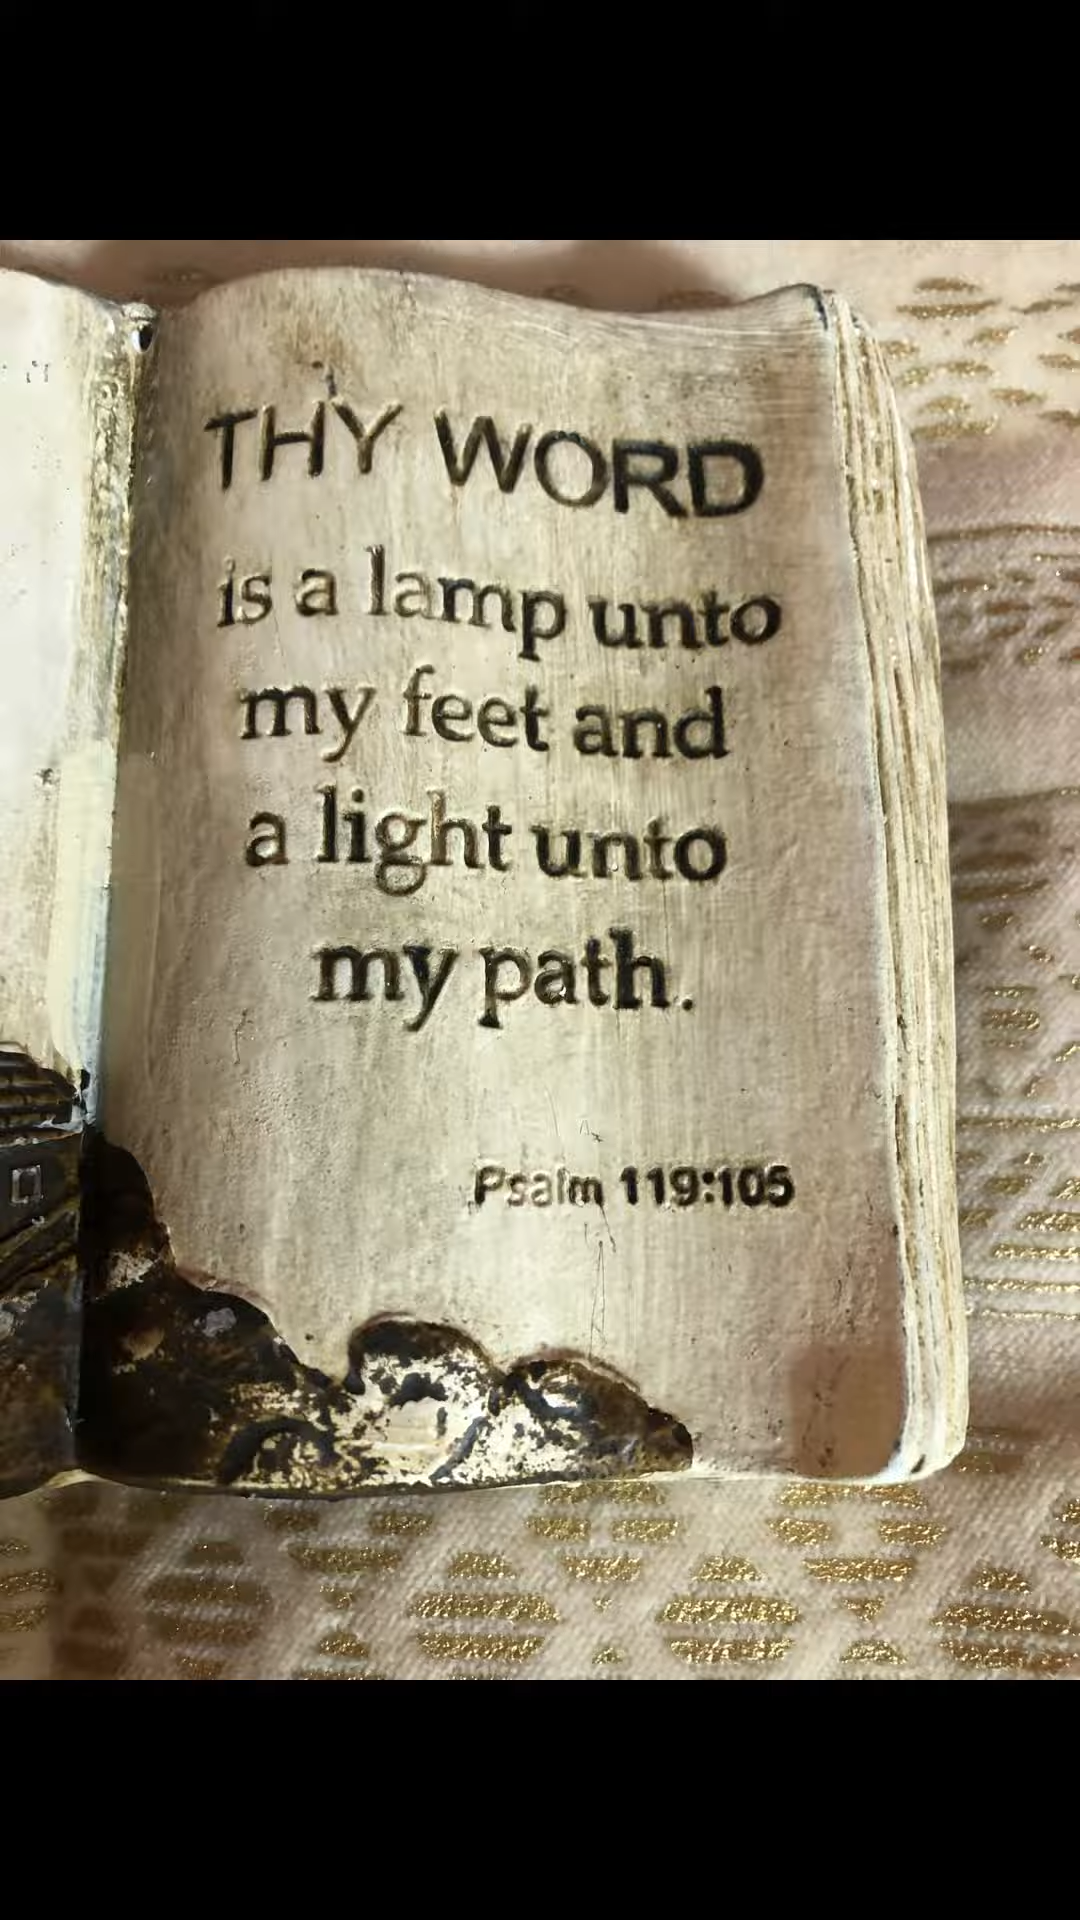 THY WORD
is a lamp unto
my feet and
a light unto
my path.
Psalm 119:105